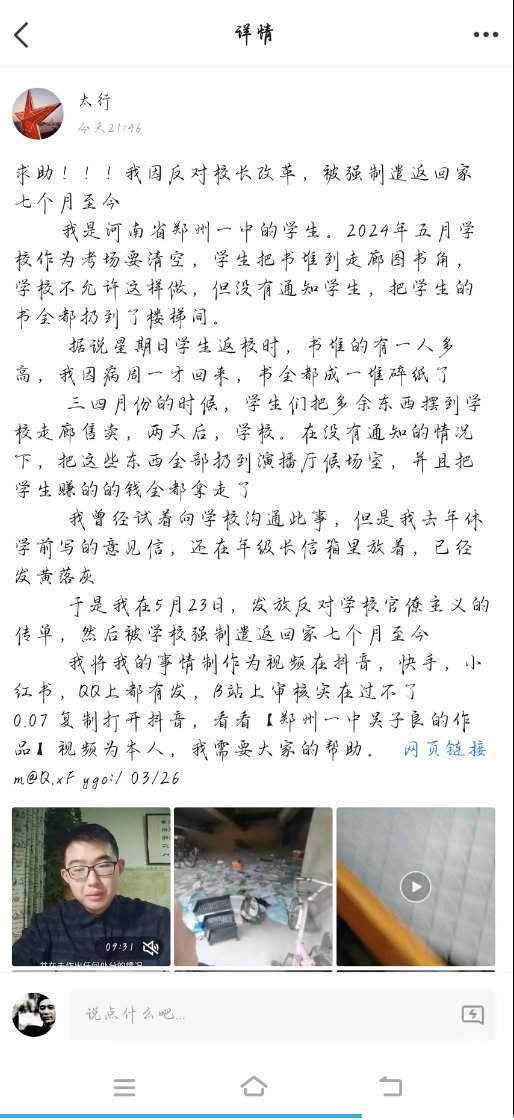 详情
太行
今天21:46
求助！！！我因反对校长改革，被强制遣返回家
七个月至今
我是河南省郑州一中的学生。2024年五月学
校作为考场要清空，学生把书堆到走廊图书角，
学校不允许这样做，但没有通知学生，把学生的
书全都扔到了楼梯间。
据说星期日学生返校时，书堆的有一人多
高，我因病周一才回来，书全都成一堆碎纸了
三四月份的时候，学生们把多余东西摆到学
校走廊售卖，两天后，学校。在没有通知的情况
下，把这些东西全部扔到演播厅候场室，并且把
学生赚的的钱全都拿走了
我曾经试着向学校沟通此事，但是我去年休
学前写的意见信，还在年级长信箱里放着，已经
发黄落灰
于是我在5月23日，发放反对学校官僚主义的
传单，然后被学校强制遣返回家七个月至今
我将我的事情制作为视频在抖音，快手，小
红书，QQ上都有发，B站上审核实在过不了
0.07 复制打开抖音，看看【郑州一中吴子良的作
品】视频为本人，我需要大家的帮助。 网页链接
m@Q.xF ygo:/ 03/26
09:31
说点什么吧...